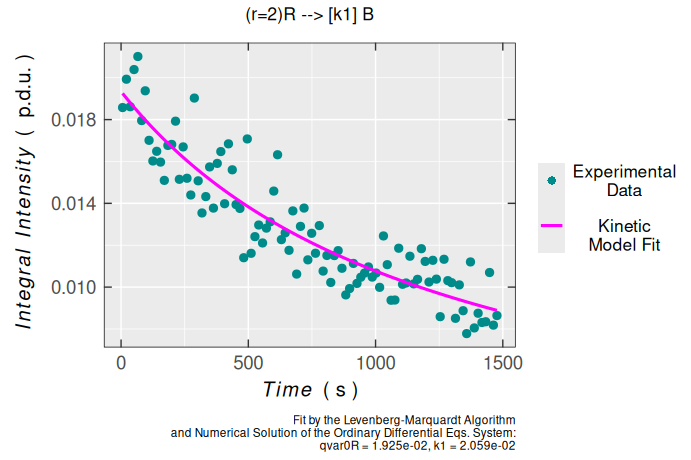 (r=2)R --> [k1] B
Integral Intensity ( p.d.u. )
0.018
0.014
0.010
0 500 1000 1500
Time ( s )
Experimental
Data
Kinetic
Model Fit
Fit by the Levenberg-Marquardt Algorithm
and Numerical Solution of the Ordinary Differential Eqs. System:
qvar0R = 1.925e-02, k1 = 2.059e-02